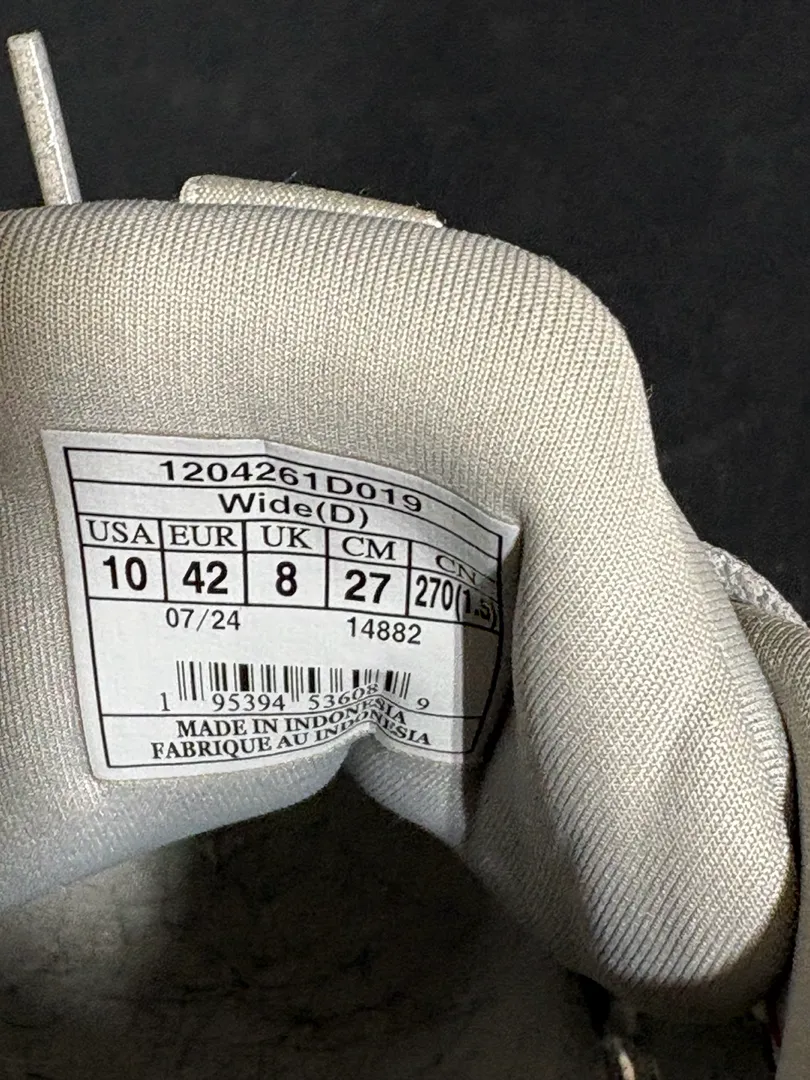 1204261D019
Wide(D)
USA EUR UK CM CN
10 42 8 27 270(1.5)
07/24 14882
1 95394 53608 9
MADE IN INDONESIA
FABRIQUE AU INDONESIA